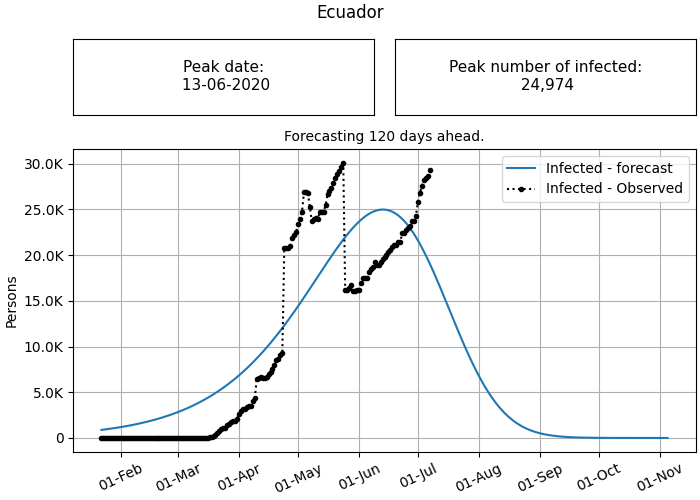 Ecuador
Peak date:
13-06-2020
Peak number of infected:
24,974
Forecasting 120 days ahead.
Infected - forecast
Infected - Observed
Persons
30.0K
25.0K
20.0K
15.0K
10.0K
5.0K
0
01-Feb
01-Mar
01-Apr
01-May
01-Jun
01-Jul
01-Aug
01-Sep
01-Oct
01-Nov